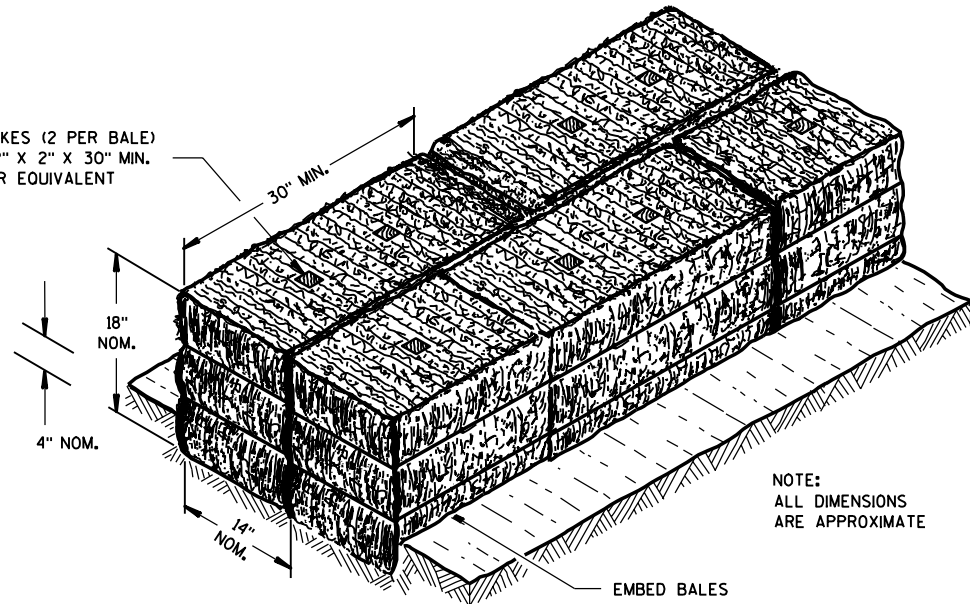 KES (2 PER BALE)
" X 2" X 30" MIN.
R EQUIVALENT
30" MIN.
18"
NOM.
4" NOM.
14"
NOM.
NOTE:
ALL DIMENSIONS
ARE APPROXIMATE
EMBED BALES